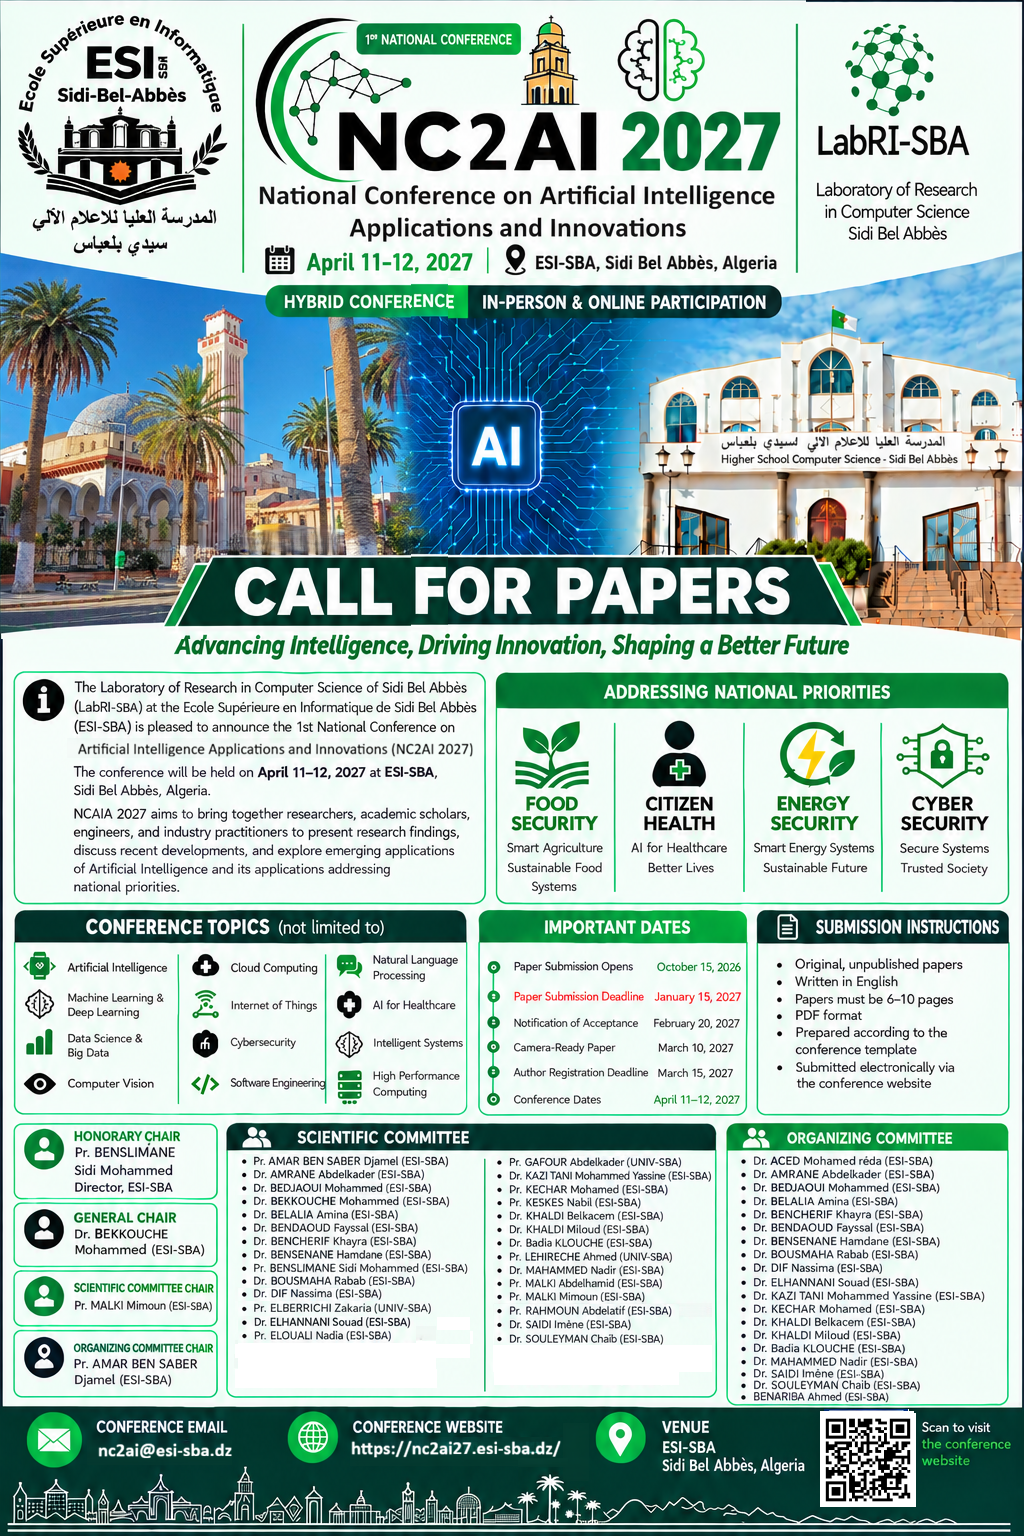 Ecole Supérieure en Informatique
ESI SBA
Sidi-Bel-Abbès
المدرسة العليا للاعلام الآلي
سيدي بلعباس
1st NATIONAL CONFERENCE
NC2AI 2027
National Conference on Artificial Intelligence
Applications and Innovations
April 11-12, 2027
ESI-SBA, Sidi Bel Abbès, Algeria
HYBRID CONFERENCE
IN-PERSON & ONLINE PARTICIPATION
LabRI-SBA
Laboratory of Research
in Computer Science
Sidi Bel Abbès
AI
المدرسة العليا للاعلام الالي سيدي بلعباس
Higher School Computer Science - Sidi Bel Abbès
CALL FOR PAPERS
Advancing Intelligence, Driving Innovation, Shaping a Better Future
The Laboratory of Research in Computer Science of Sidi Bel Abbès
(LabRI-SBA) at the Ecole Supérieure en Informatique de Sidi Bel Abbès
(ESI-SBA) is pleased to announce the 1st National Conference on
Artificial Intelligence Applications and Innovations (NC2AI 2027)
The conference will be held on April 11–12, 2027 at ESI-SBA,
Sidi Bel Abbès, Algeria.
NCAIA 2027 aims to bring together researchers, academic scholars,
engineers, and industry practitioners to present research findings,
discuss recent developments, and explore emerging applications
of Artificial Intelligence and its applications addressing
national priorities.
ADDRESSING NATIONAL PRIORITIES
FOOD
SECURITY
Smart Agriculture
Sustainable Food
Systems
CITIZEN
HEALTH
AI for Healthcare
Better Lives
ENERGY
SECURITY
Smart Energy Systems
Sustainable Future
CYBER
SECURITY
Secure Systems
Trusted Society
CONFERENCE TOPICS (not limited to)
Artificial Intelligence
Machine Learning &
Deep Learning
Data Science &
Big Data
Computer Vision
Cloud Computing
Internet of Things
Cybersecurity
Software Engineering
Natural Language
Processing
AI for Healthcare
Intelligent Systems
High Performance
Computing
IMPORTANT DATES
Paper Submission Opens October 15, 2026
Paper Submission Deadline January 15, 2027
Notification of Acceptance February 20, 2027
Camera-Ready Paper March 10, 2027
Author Registration Deadline March 15, 2027
Conference Dates April 11–12, 2027
SUBMISSION INSTRUCTIONS
• Original, unpublished papers
• Written in English
• Papers must be 6–10 pages
• PDF format
• Prepared according to the
conference template
• Submitted electronically via
the conference website
HONORARY CHAIR
Pr. BENSLIMANE
Sidi Mohammed
Director, ESI-SBA
GENERAL CHAIR
Dr. BEKKOUCHE
Mohammed (ESI-SBA)
SCIENTIFIC COMMITTEE CHAIR
Pr. MALKI Mimoun (ESI-SBA)
ORGANIZING COMMITTEE CHAIR
Pr. AMAR BEN SABER
Djamel (ESI-SBA)
SCIENTIFIC COMMITTEE
• Pr. AMAR BEN SABER Djamel (ESI-SBA)
• Dr. AMRANE Abdelkader (ESI-SBA)
• Dr. BEDJAOUI Mohammed (ESI-SBA)
• Dr. BEKKOUCHE Mohammed (ESI-SBA)
• Dr. BELALIA Amina (ESI-SBA)
• Dr. BENDAOUD Fayssal (ESI-SBA)
• Dr. BENCHERIF Khayra (ESI-SBA)
• Dr. BENSENANE Hamdane (ESI-SBA)
• Pr. BENSLIMANE Sidi Mohammed (ESI-SBA)
• Dr. BOUSMAHA Rabab (ESI-SBA)
• Dr. DIF Nassima (ESI-SBA)
• Pr. ELBERRICHI Zakaria (UNIV-SBA)
• Dr. ELHANNANI Souad (ESI-SBA)
• Pr. ELOUALI Nadia (ESI-SBA)
• Pr. GAFOUR Abdelkader (UNIV-SBA)
• Dr. KAZI TANI Mohammed Yassine (ESI-SBA)
• Pr. KECHAR Mohamed (ESI-SBA)
• Pr. KESKES Nabil (ESI-SBA)
• Dr. KHALDI Belkacem (ESI-SBA)
• Dr. KHALDI Miloud (ESI-SBA)
• Dr. Badia KLOUCHE (ESI-SBA)
• Pr. LEHIRECHE Ahmed (UNIV-SBA)
• Dr. MAHAMMED Nadir (ESI-SBA)
• Pr. MALKI Abdelhamid (ESI-SBA)
• Pr. MALKI Mimoun (ESI-SBA)
• Pr. RAHMOUN Abdelatif (ESI-SBA)
• Dr. SAIDI Imène (ESI-SBA)
• Dr. SOULEYMAN Chaib (ESI-SBA)
ORGANIZING COMMITTEE
• Dr. ACED Mohamed réda (ESI-SBA)
• Dr. AMRANE Abdelkader (ESI-SBA)
• Dr. BEDJAOUI Mohammed (ESI-SBA)
• Dr. BELALIA Amina (ESI-SBA)
• Dr. BENCHERIF Khayra (ESI-SBA)
• Dr. BENDAOUD Fayssal (ESI-SBA)
• Dr. BENSENANE Hamdane (ESI-SBA)
• Dr. BOUSMAHA Rabab (ESI-SBA)
• Dr. DIF Nassima (ESI-SBA)
• Dr. ELHANNANI Souad (ESI-SBA)
• Dr. KAZI TANI Mohammed Yassine (ESI-SBA)
• Dr. KECHAR Mohamed (ESI-SBA)
• Dr. KHALDI Belkacem (ESI-SBA)
• Dr. KHALDI Miloud (ESI-SBA)
• Dr. Badia KLOUCHE (ESI-SBA)
• Dr. MAHAMMED Nadir (ESI-SBA)
• Dr. SAIDI Imène (ESI-SBA)
• Dr. SOULEYMAN Chaib (ESI-SBA)
• BENARIBA Ahmed (ESI-SBA)
CONFERENCE EMAIL
nc2ai@esi-sba.dz
CONFERENCE WEBSITE
https://nc2ai27.esi-sba.dz/
VENUE
ESI-SBA
Sidi Bel Abbès, Algeria
Scan to visit
the conference
website